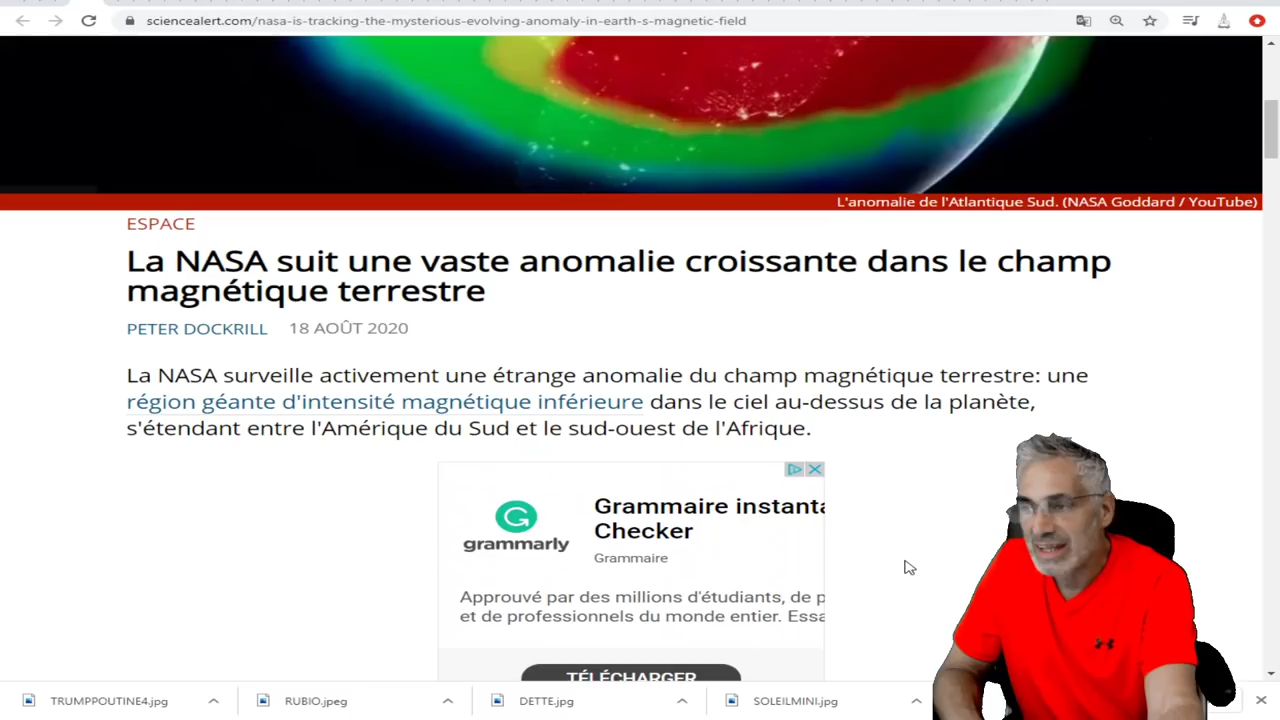 sciencealert.com/nasa-is-tracking-the-mysterious-evolving-anomaly-in-earth-s-magnetic-field
L'anomalie de l'Atlantique Sud. (NASA Goddard / YouTube)
ESPACE
La NASA suit une vaste anomalie croissante dans le champ
magnétique terrestre
PETER DOCKRILL 18 AOÛT 2020
La NASA surveille activement une étrange anomalie du champ magnétique terrestre: une
région géante d'intensité magnétique inférieure dans le ciel au-dessus de la planète,
s'étendant entre l'Amérique du Sud et le sud-ouest de l'Afrique.
grammarly
Grammaire instanta
Checker
Grammaire
Approuvé par des millions d'étudiants, de p
et de professionnels du monde entier. Essa
TÉLÉCHARGER
TRUMPPOUTINE4.jpg RUBIO.jpeg DETTE.jpg SOLEILMINI.jpg